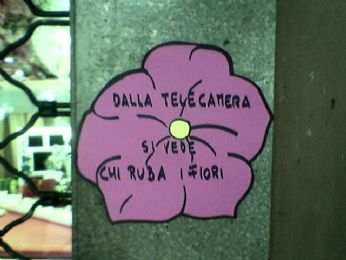 DALLA TELECAMERA
SI VEDE
CHI RUBA I FIORI